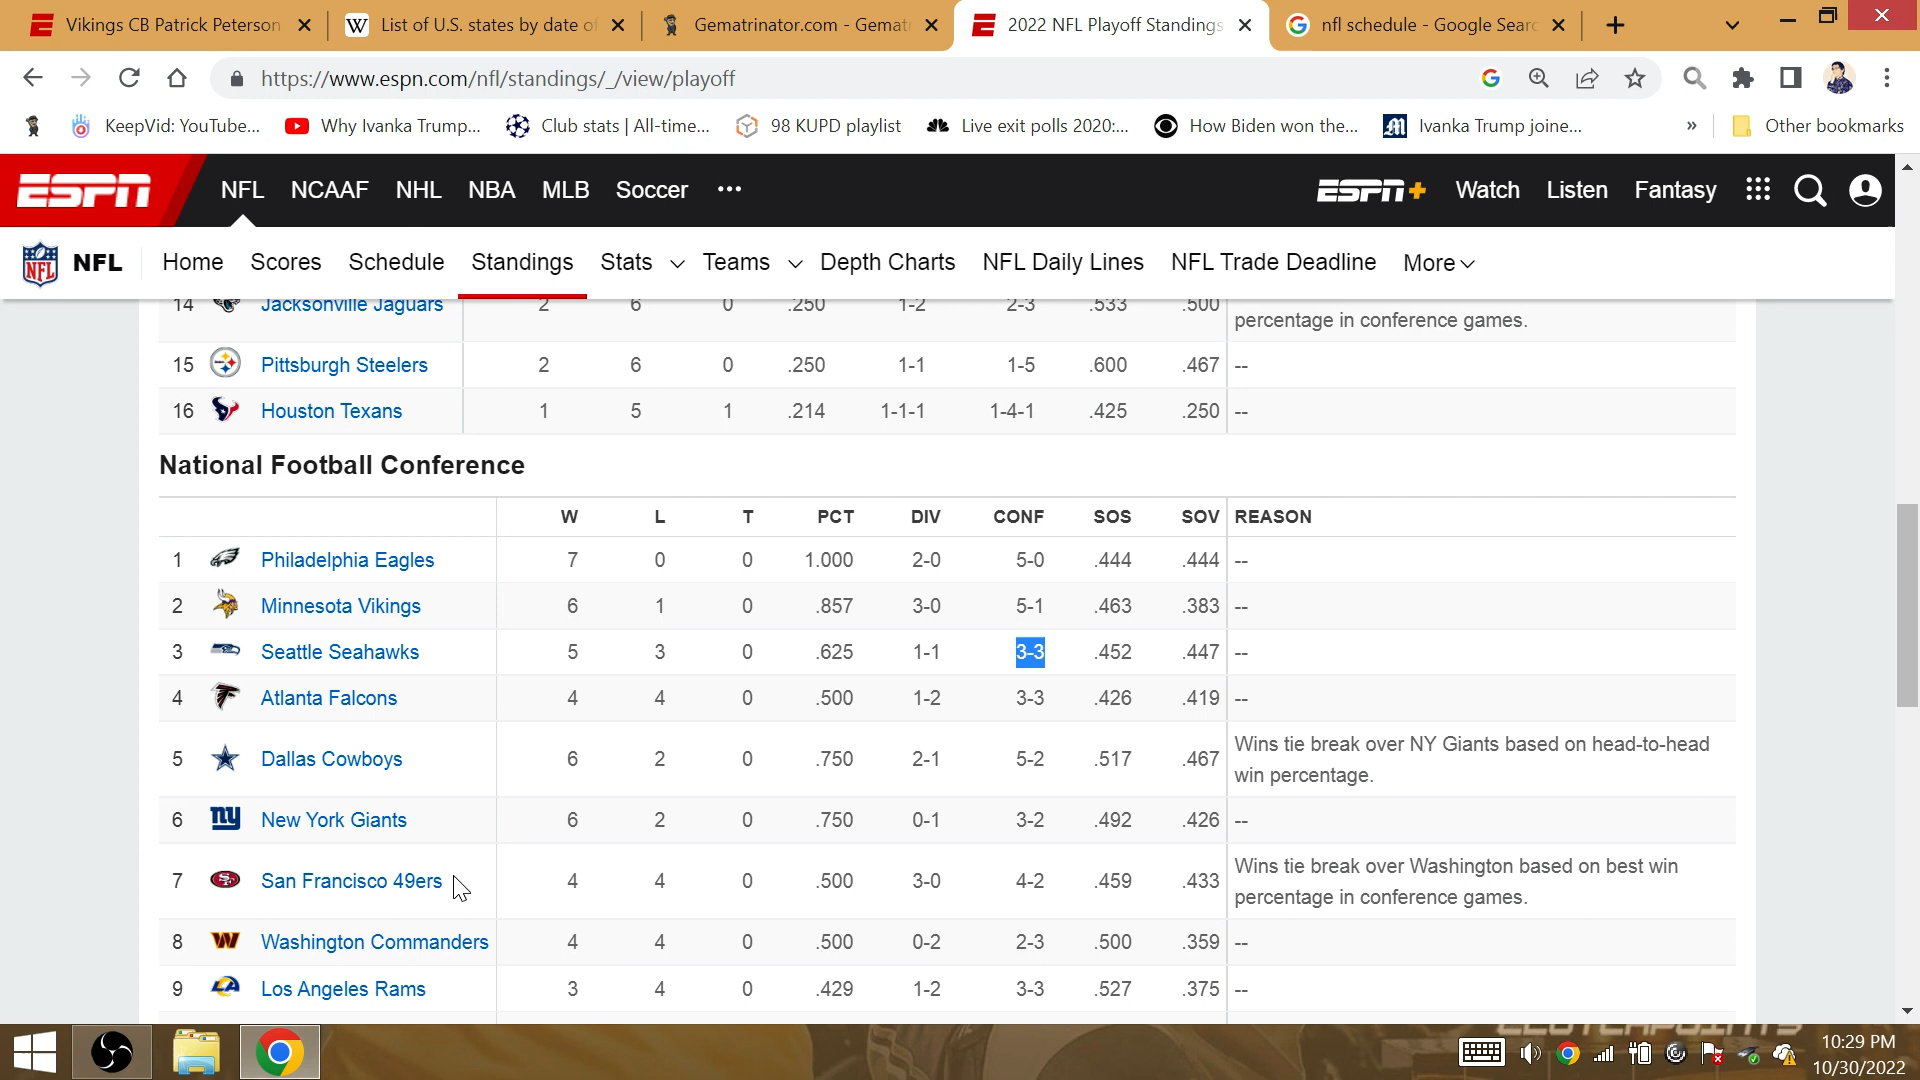 Vikings CB Patrick Peterson
List of U.S. states by date of
Gematrinator.com - Gemat
2022 NFL Playoff Standings
nfl schedule - Google Searc
https://www.espn.com/nfl/standings/_/view/playoff
KeepVid: YouTube...
Why Ivanka Trump...
Club stats | All-time...
98 KUPD playlist
Live exit polls 2020:...
How Biden won the...
Ivanka Trump joine...
»
Other bookmarks
ESPN NFL NCAAF NHL NBA MLB Soccer ••• ESPN+ Watch Listen Fantasy
NFL NFL Home Scores Schedule Standings Stats Teams Depth Charts NFL Daily Lines NFL Trade Deadline More
14 Jacksonville Jaguars 2 6 0 .250 1-2 2-3 .533 .500
percentage in conference games.
15 Pittsburgh Steelers 2 6 0 .250 1-1 1-5 .600 .467 --
16 Houston Texans 1 5 1 .214 1-1-1 1-4-1 .425 .250 --
National Football Conference
W L T PCT DIV CONF SOS SOV REASON
1 Philadelphia Eagles 7 0 0 1.000 2-0 5-0 .444 .444 --
2 Minnesota Vikings 6 1 0 .857 3-0 5-1 .463 .383 --
3 Seattle Seahawks 5 3 0 .625 1-1 3-3 .452 .447 --
4 Atlanta Falcons 4 4 0 .500 1-2 3-3 .426 .419 --
5 Dallas Cowboys 6 2 0 .750 2-1 5-2 .517 .467 Wins tie break over NY Giants based on head-to-head
win percentage.
6 ny New York Giants 6 2 0 .750 0-1 3-2 .492 .426 --
7 SF San Francisco 49ers 4 4 0 .500 3-0 4-2 .459 .433 Wins tie break over Washington based on best win
percentage in conference games.
8 W Washington Commanders 4 4 0 .500 0-2 2-3 .500 .359 --
9 LA Los Angeles Rams 3 4 0 .429 1-2 3-3 .527 .375 --
CLUTCHPOINTS
10:29 PM
10/30/2022